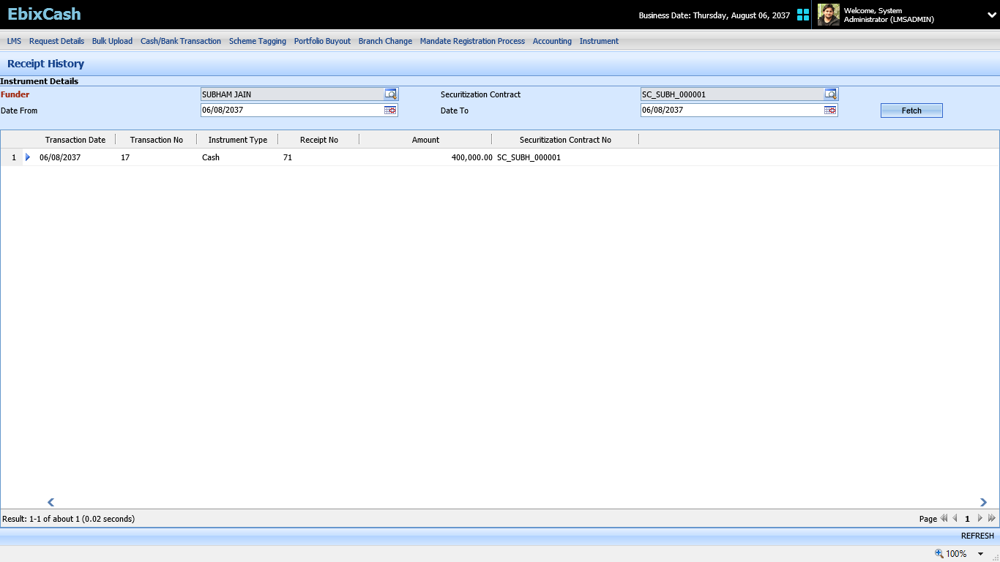 EbixCash
Business Date: Thursday, August 06, 2037
Welcome, System
Administrator (LMSADMIN)
LMS Request Details Bulk Upload Cash/Bank Transaction Scheme Tagging Portfolio Buyout Branch Change Mandate Registration Process Accounting Instrument
Receipt History
Instrument Details
Funder SUBHAM JAIN Securitization Contract SC_SUBH_000001
Date From 06/08/2037 Date To 06/08/2037 Fetch
Transaction Date Transaction No Instrument Type Receipt No Amount Securitization Contract No
1 06/08/2037 17 Cash 71 400,000.00 SC_SUBH_000001
Result: 1-1 of about 1 (0.02 seconds) Page 1
REFRESH
100%